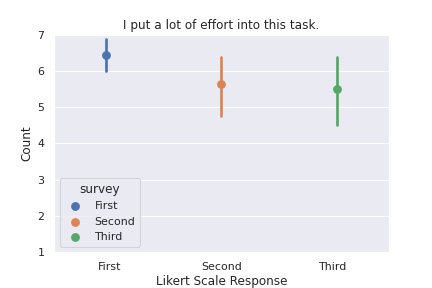 I put a lot of effort into this task.
7
6
5
4
3
2
1
Count
survey
First
Second
Third
First Second Third
Likert Scale Response